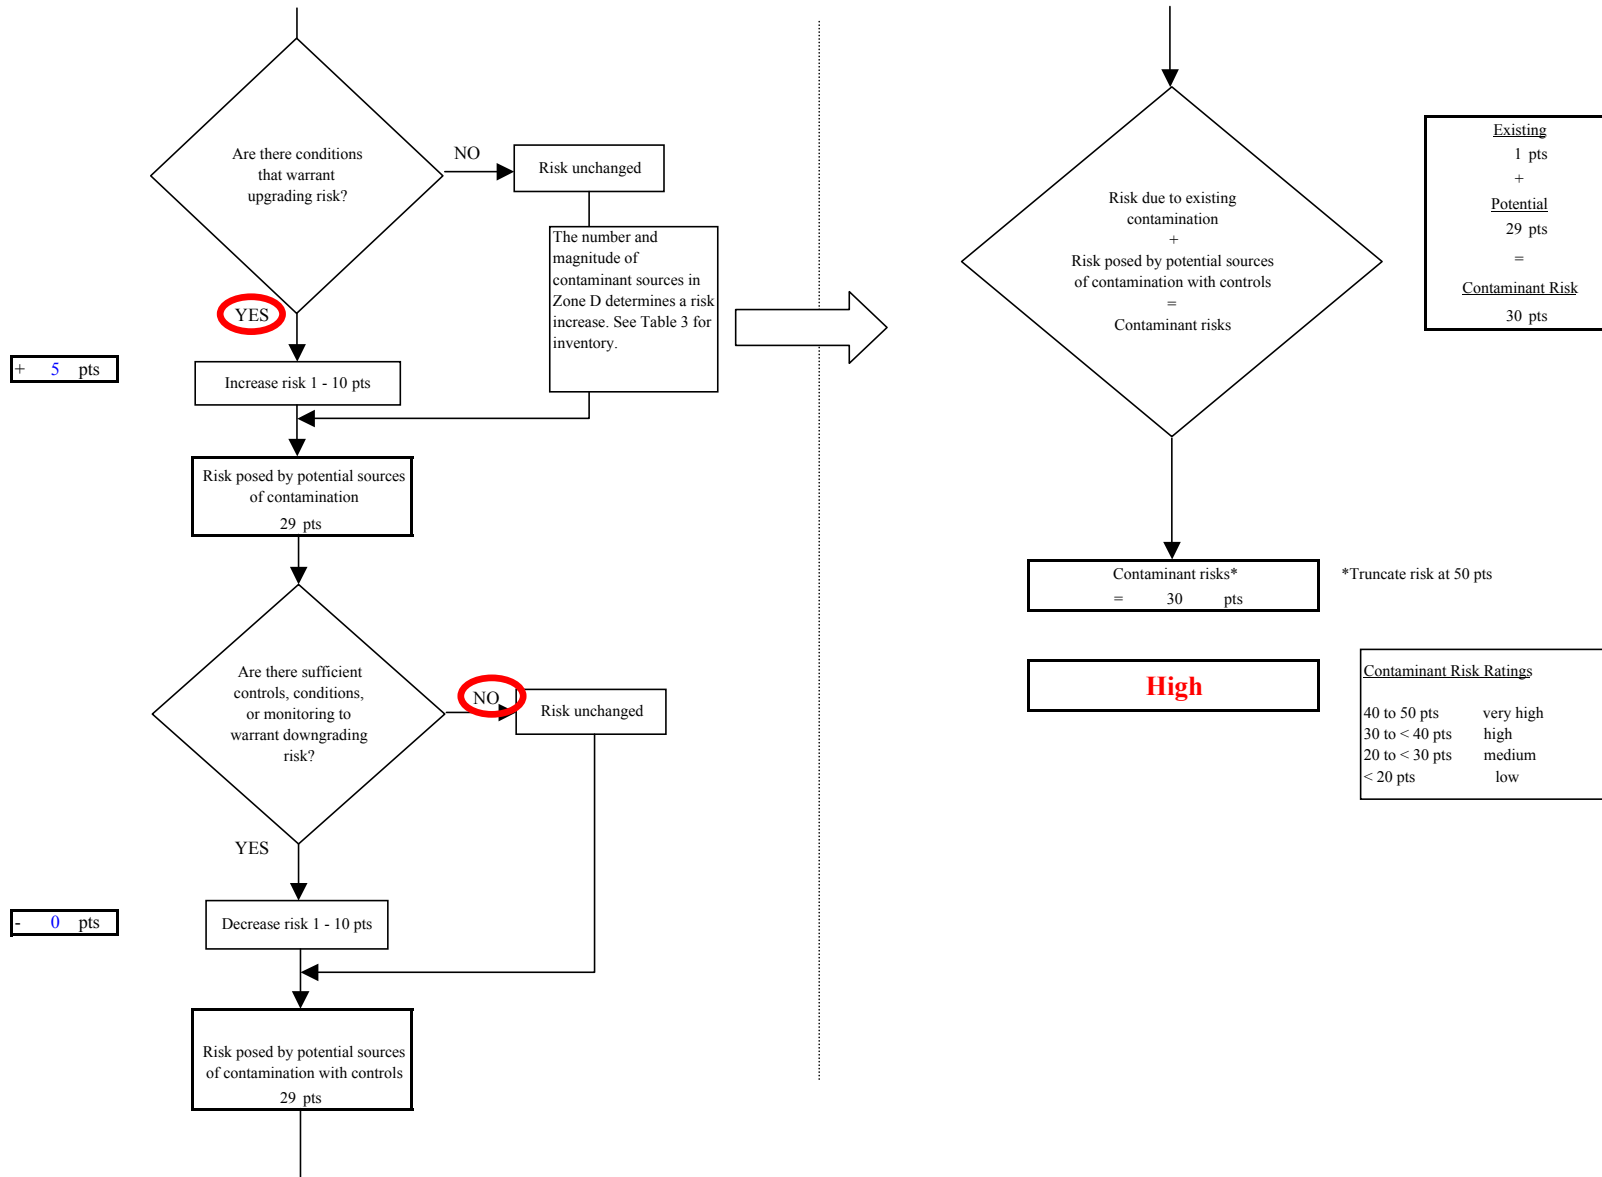 Are there conditions
that warrant
upgrading risk?
NO
Risk unchanged
The number and
magnitude of
contaminant sources in
Zone D determines a risk
increase. See Table 3 for
inventory.
YES
+ 5 pts
Increase risk 1 - 10 pts
Risk posed by potential sources
of contamination
29 pts
Are there sufficient
controls, conditions,
or monitoring to
warrant downgrading
risk?
NO
Risk unchanged
YES
- 0 pts
Decrease risk 1 - 10 pts
Risk posed by potential sources
of contamination with controls
29 pts
Risk due to existing
contamination
+
Risk posed by potential sources
of contamination with controls
=
Contaminant risks
Existing
1 pts
+
Potential
29 pts
=
Contaminant Risk
30 pts
Contaminant risks*
= 30 pts
*Truncate risk at 50 pts
High
Contaminant Risk Ratings
40 to 50 pts very high
30 to < 40 pts high
20 to < 30 pts medium
< 20 pts low